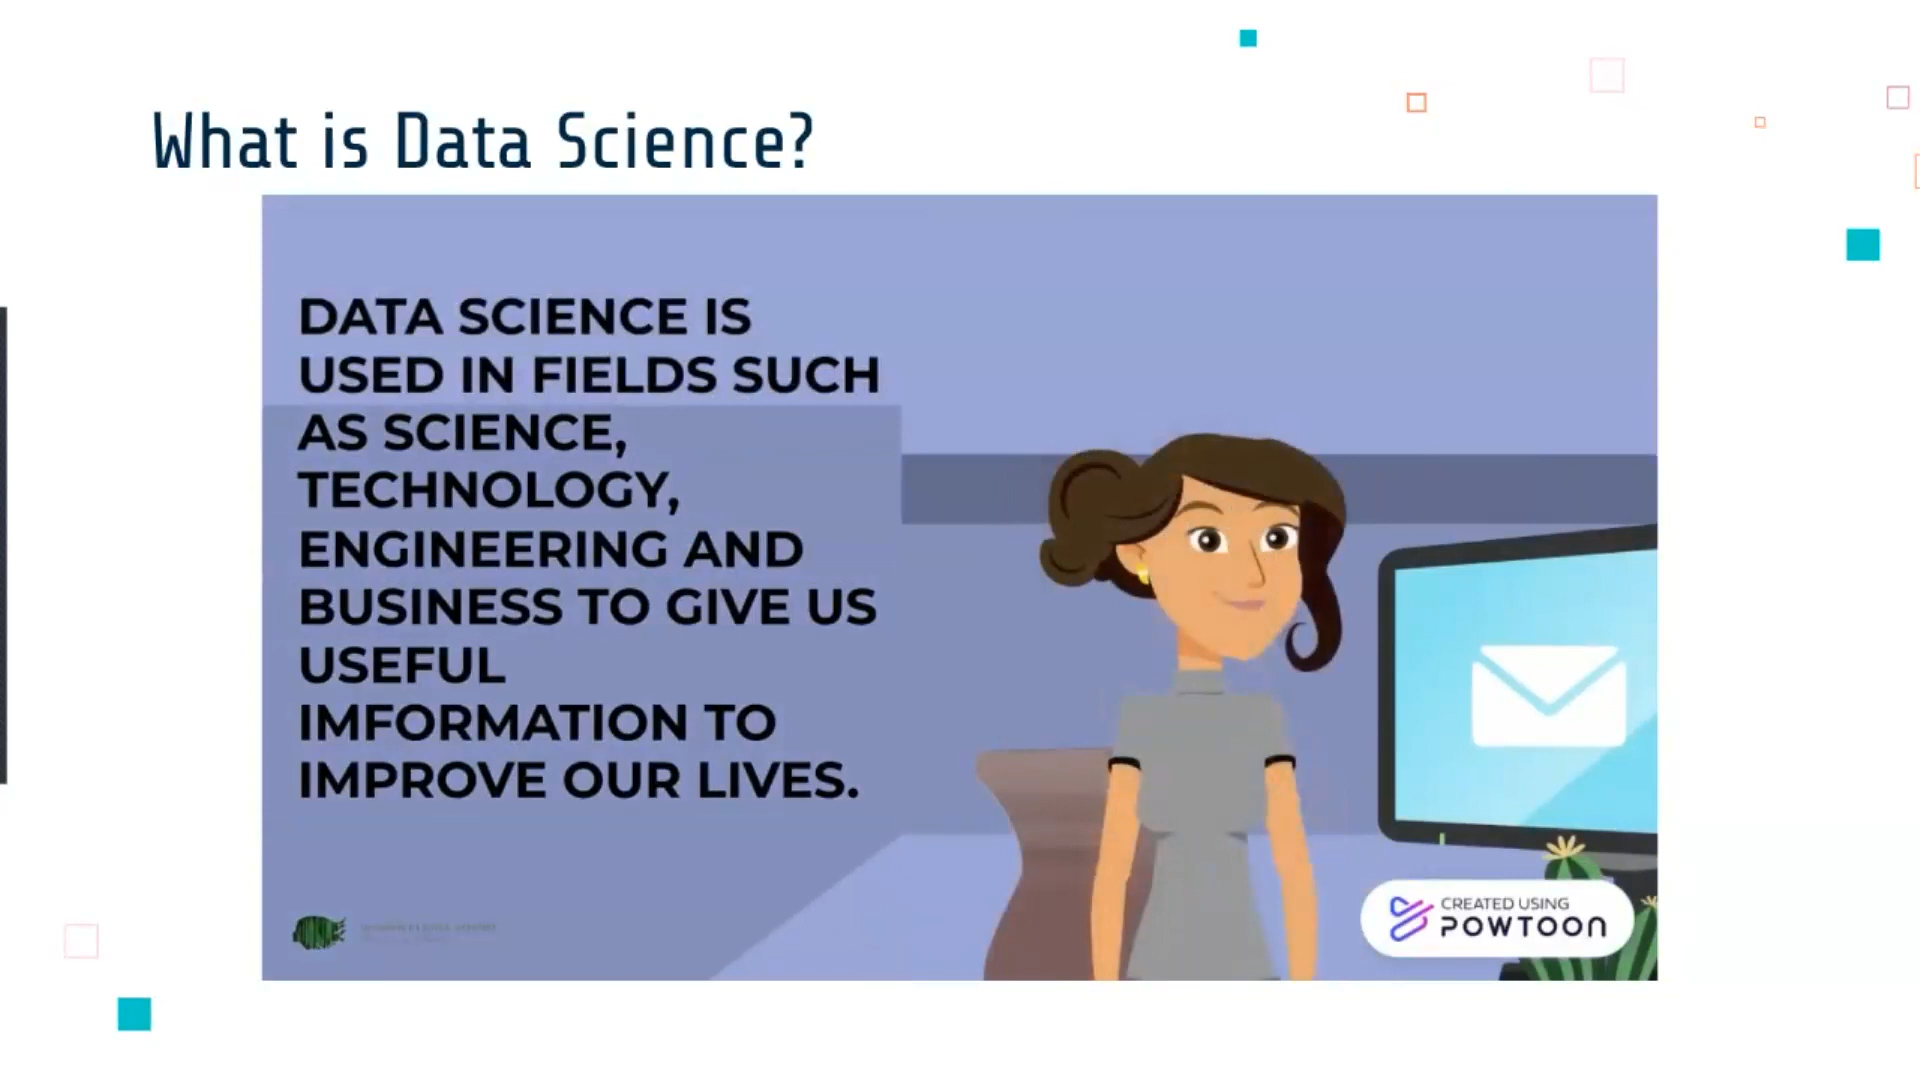 What is Data Science?
DATA SCIENCE IS
USED IN FIELDS SUCH
AS SCIENCE,
TECHNOLOGY,
ENGINEERING AND
BUSINESS TO GIVE US
USEFUL
IMFORMATION TO
IMPROVE OUR LIVES.
CREATED USING
POWTOON